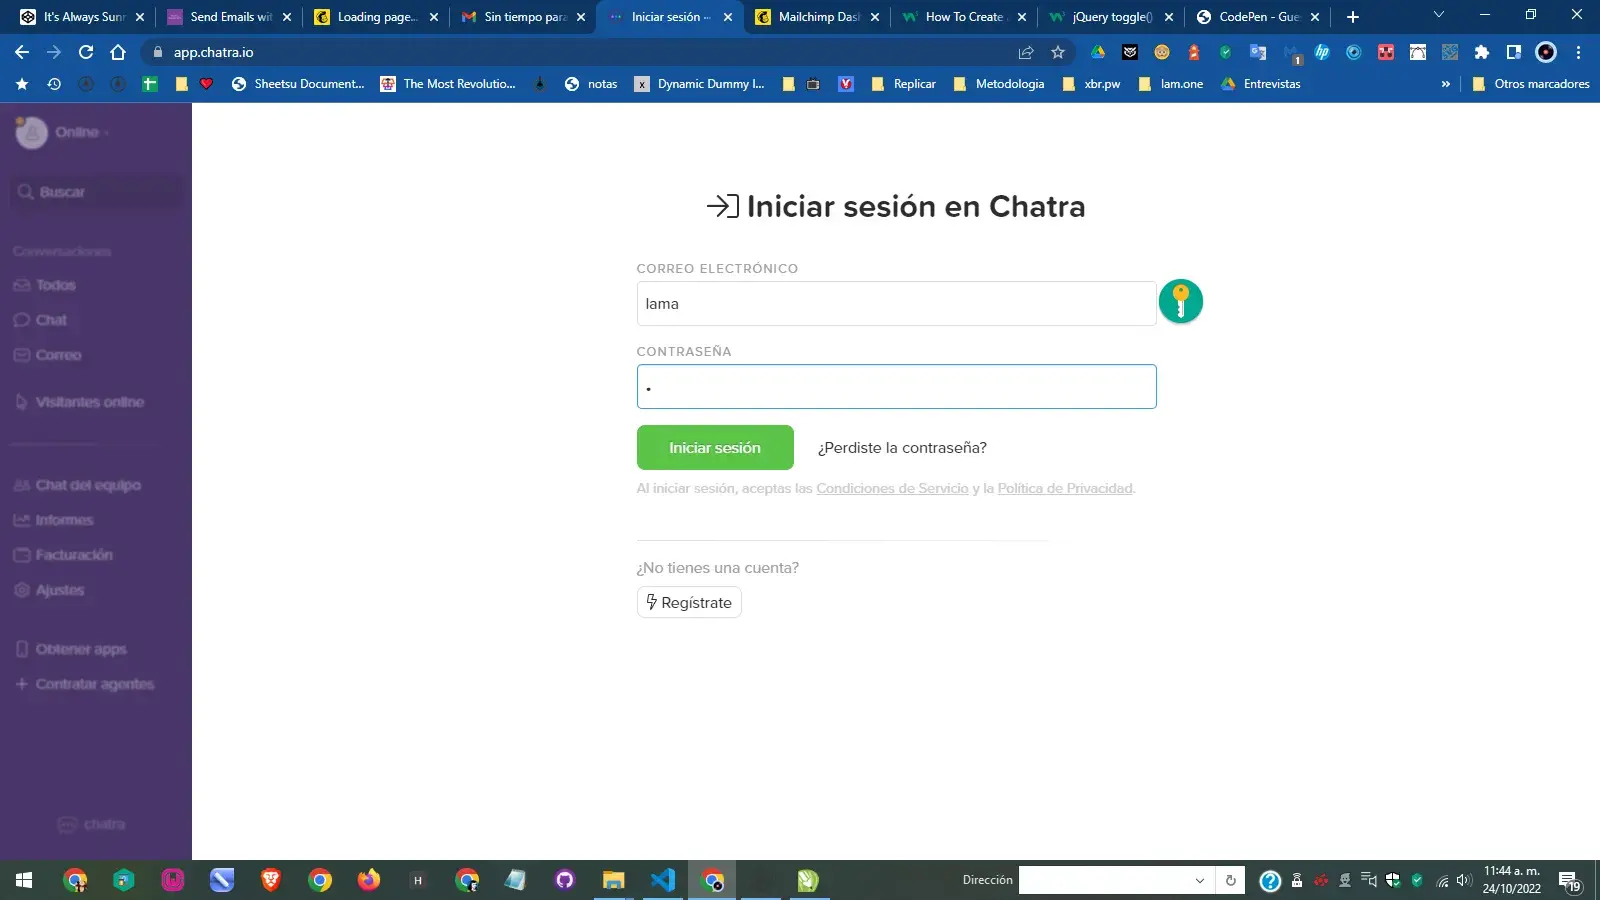 It's Always Sunn
Send Emails wit
Loading page...
Sin tiempo para
Iniciar sesión -
Mailchimp Das
How To Create
jQuery toggle()
CodePen - Gue
app.chatra.io
1
Sheetsu Document...
The Most Revolutio...
notas
Dynamic Dummy I...
Replicar
Metodologia
xbr.pw
lam.one
Entrevistas
»
Otros marcadores
Online
Buscar
Conversaciones
Todos
Chat
Correo
Visitantes online
Chat del equipo
Informes
Facturación
Ajustes
Obtener apps
Contratar agentes
chatra
Iniciar sesión en Chatra
CORREO ELECTRÓNICO
lama
CONTRASEÑA
•
Iniciar sesión
¿Perdiste la contraseña?
Al iniciar sesión, aceptas las Condiciones de Servicio y la Política de Privacidad.
¿No tienes una cuenta?
Regístrate
H
Dirección
11:44 a. m.
24/10/2022
19